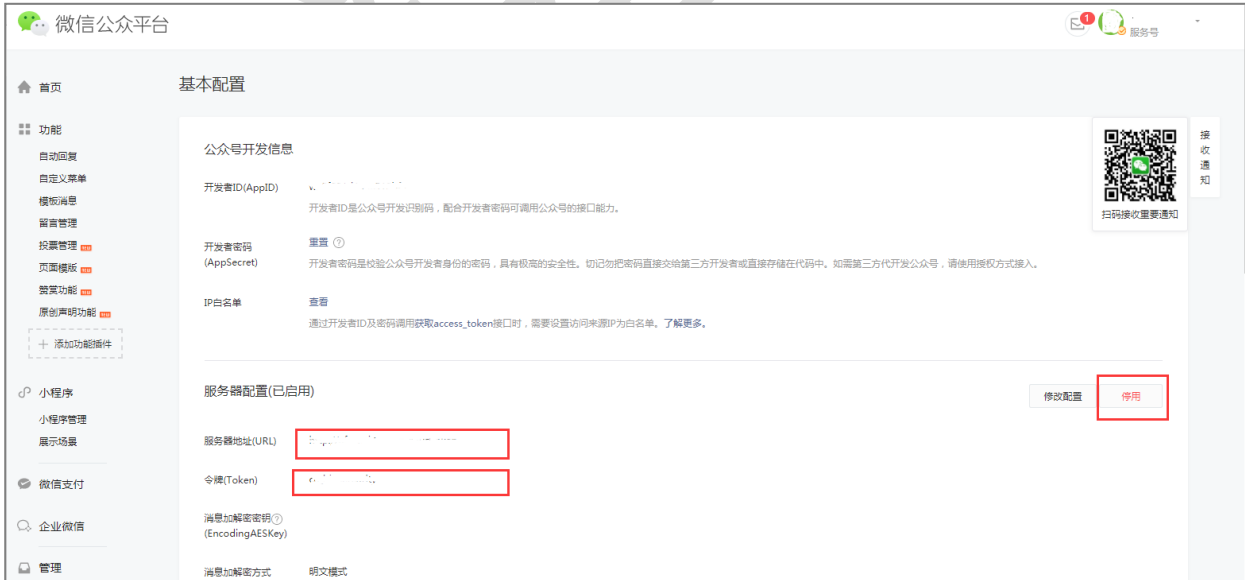 微信公众平台
1
服务号
首页
功能
自动回复
自定义菜单
模板消息
留言管理
投票管理
页面模版
赞赏功能
原创声明功能
+ 添加功能插件
小程序
小程序管理
展示场景
微信支付
企业微信
管理
基本配置
公众号开发信息
开发者ID(AppID)
开发者ID是公众号开发识别码，配合开发者密码可调用公众号的接口能力。
开发者密码
(AppSecret)
重置 ?
开发者密码是校验公众号开发者身份的密码，具有极高的安全性。切记勿把密码直接交给第三方开发者或直接存储在代码中。如需第三方代开发公众号，请使用授权方式接入。
IP白名单
查看
通过开发者ID及密码调用获取access_token接口时，需要设置访问来源IP为白名单。了解更多。
服务器配置(已启用)
修改配置
停用
服务器地址(URL)
令牌(Token)
消息加解密密钥?
(EncodingAESKey)
消息加解密方式
明文模式
扫码接收重要通知
接
收
通
知